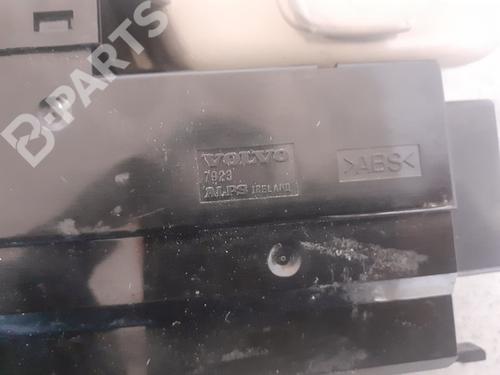 B-PARTS
VOLVO
7923
ALPS IRELAND
>ABS<